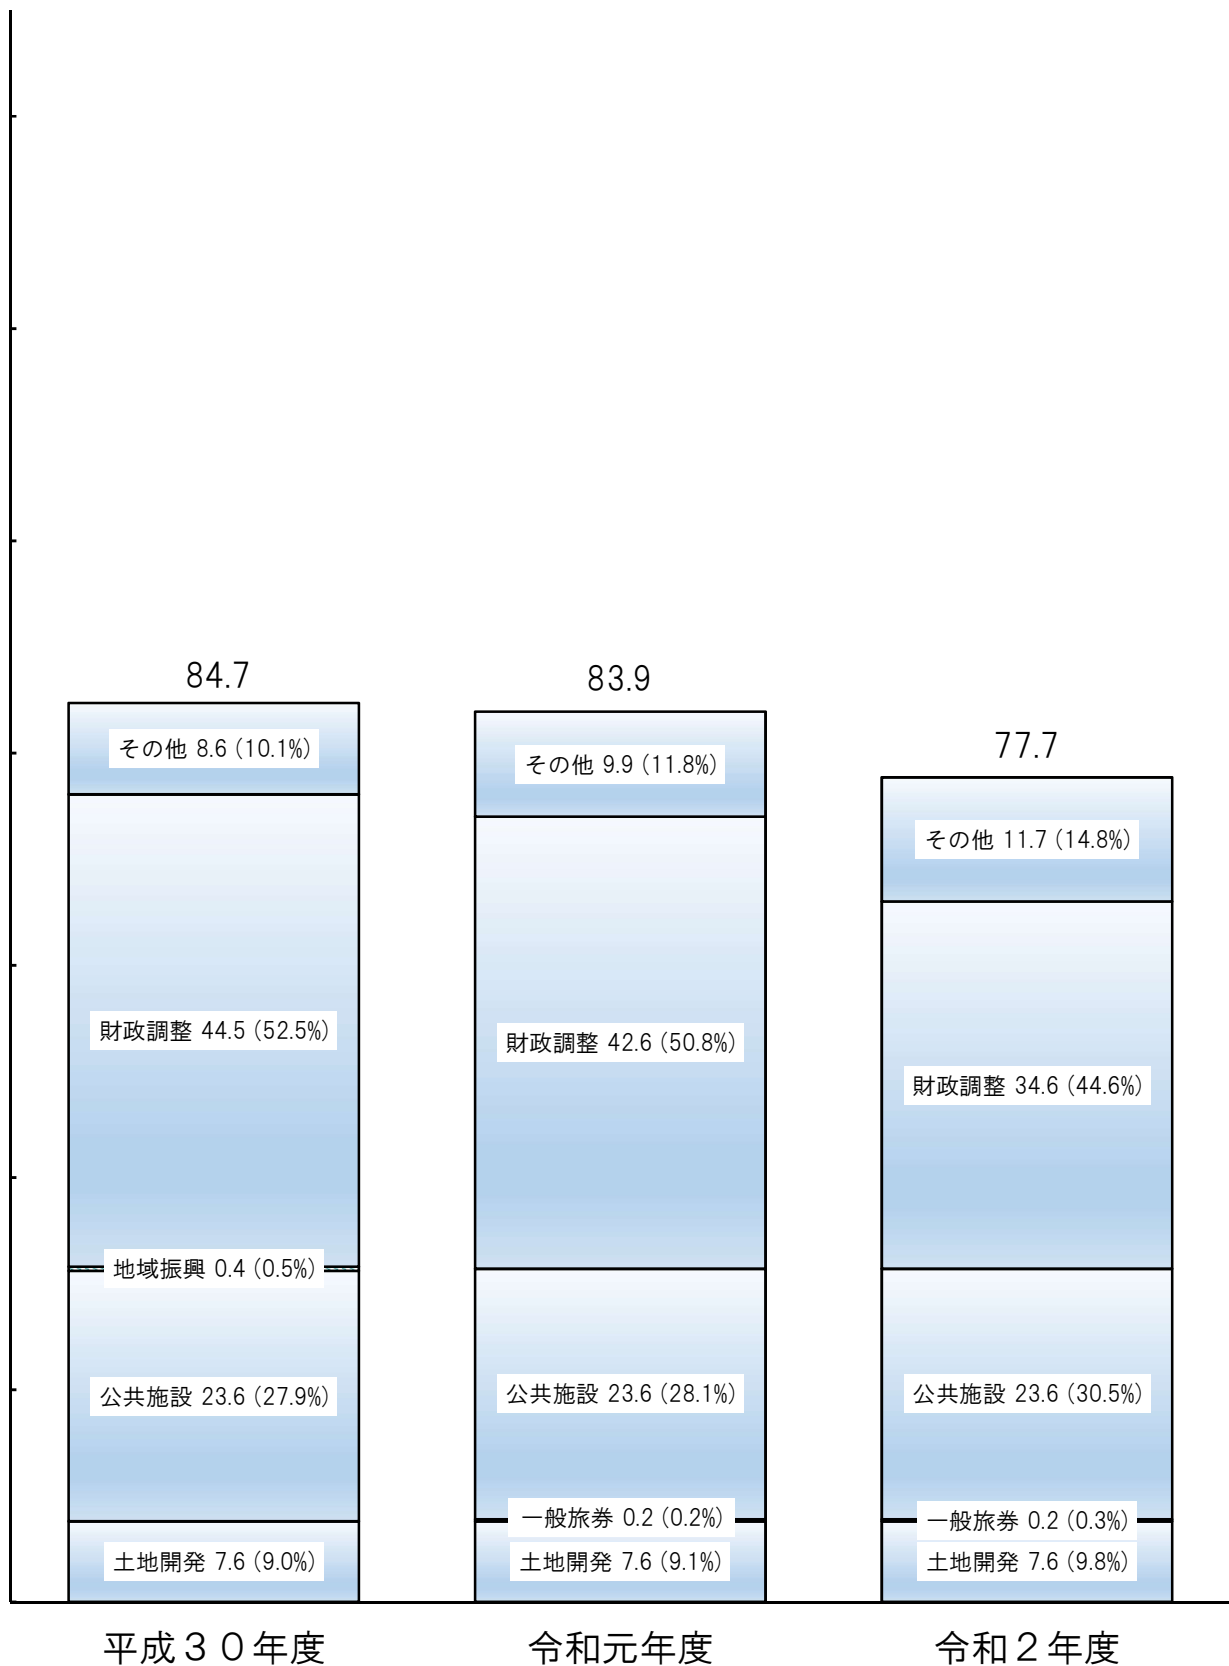 84.7
その他 8.6 (10.1%)
財政調整 44.5 (52.5%)
地域振興 0.4 (0.5%)
公共施設 23.6 (27.9%)
土地開発 7.6 (9.0%)
平成３０年度
83.9
その他 9.9 (11.8%)
財政調整 42.6 (50.8%)
公共施設 23.6 (28.1%)
一般旅券 0.2 (0.2%)
土地開発 7.6 (9.1%)
令和元年度
77.7
その他 11.7 (14.8%)
財政調整 34.6 (44.6%)
公共施設 23.6 (30.5%)
一般旅券 0.2 (0.3%)
土地開発 7.6 (9.8%)
令和２年度